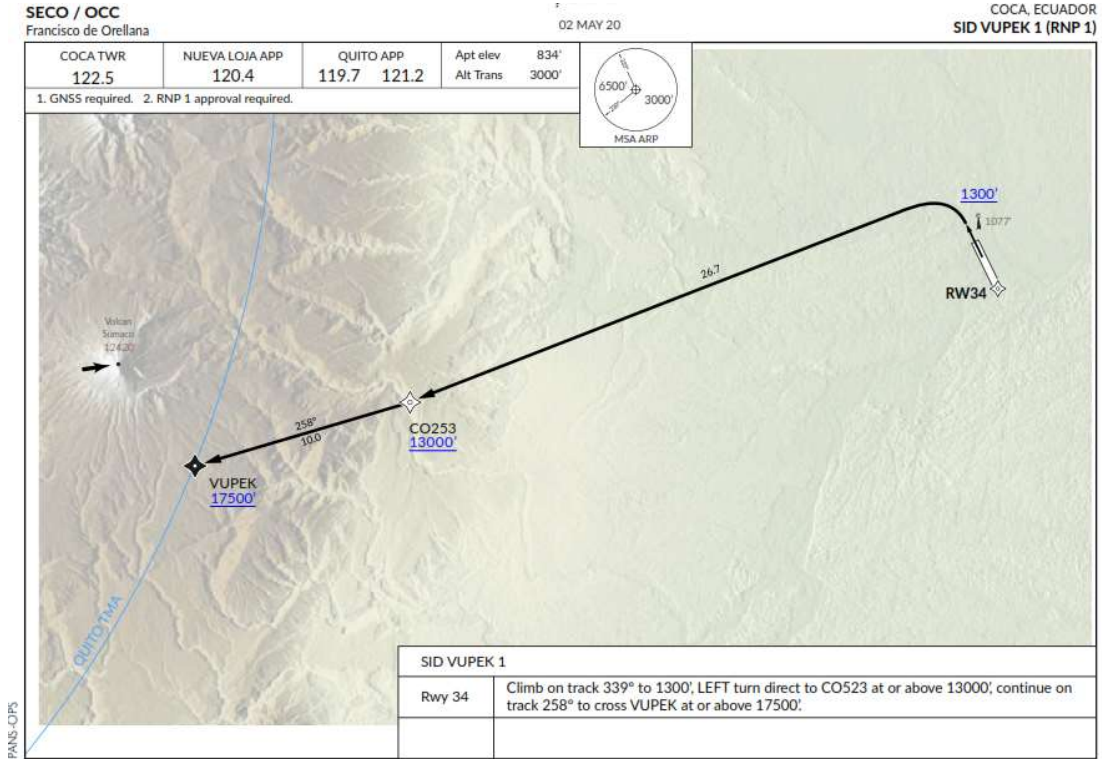 SECO / OCC
Francisco de Orellana
02 MAY 20
COCA, ECUADOR
SID VUPEK 1 (RNP 1)
COCA TWR
122.5
NUEVA LOJA APP
120.4
QUITO APP
119.7 121.2
Apt elev 834'
Alt Trans 3000'
1. GNSS required. 2. RNP 1 approval required.
6500'
3000'
MSA ARP
1300'
1077'
RW34
26.7
Volcan
Sumaco
12420
CO253
13000'
258°
10.0
VUPEK
17500'
QUITO TMA
SID VUPEK 1
Rwy 34
Climb on track 339° to 1300', LEFT turn direct to CO523 at or above 13000', continue on
track 258° to cross VUPEK at or above 17500'.
PANS-OPS